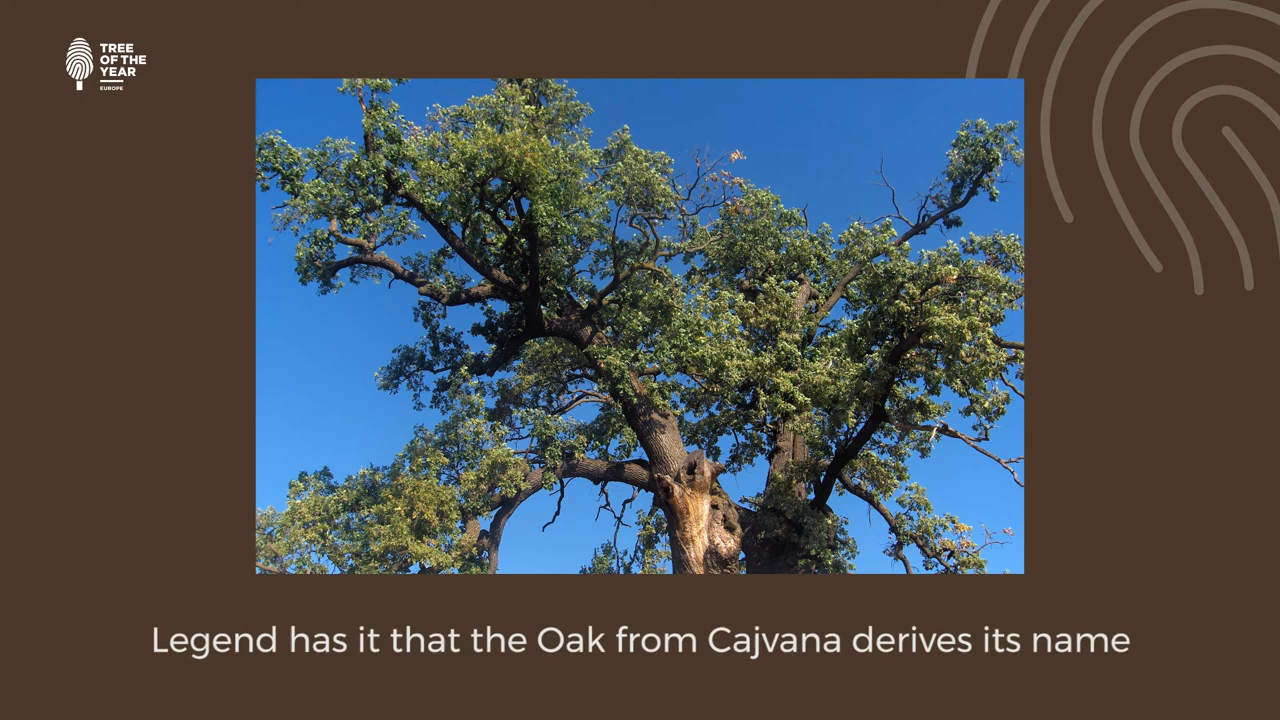 TREE
OF THE
YEAR
EUROPE
Legend has it that the Oak from Cajvana derives its name